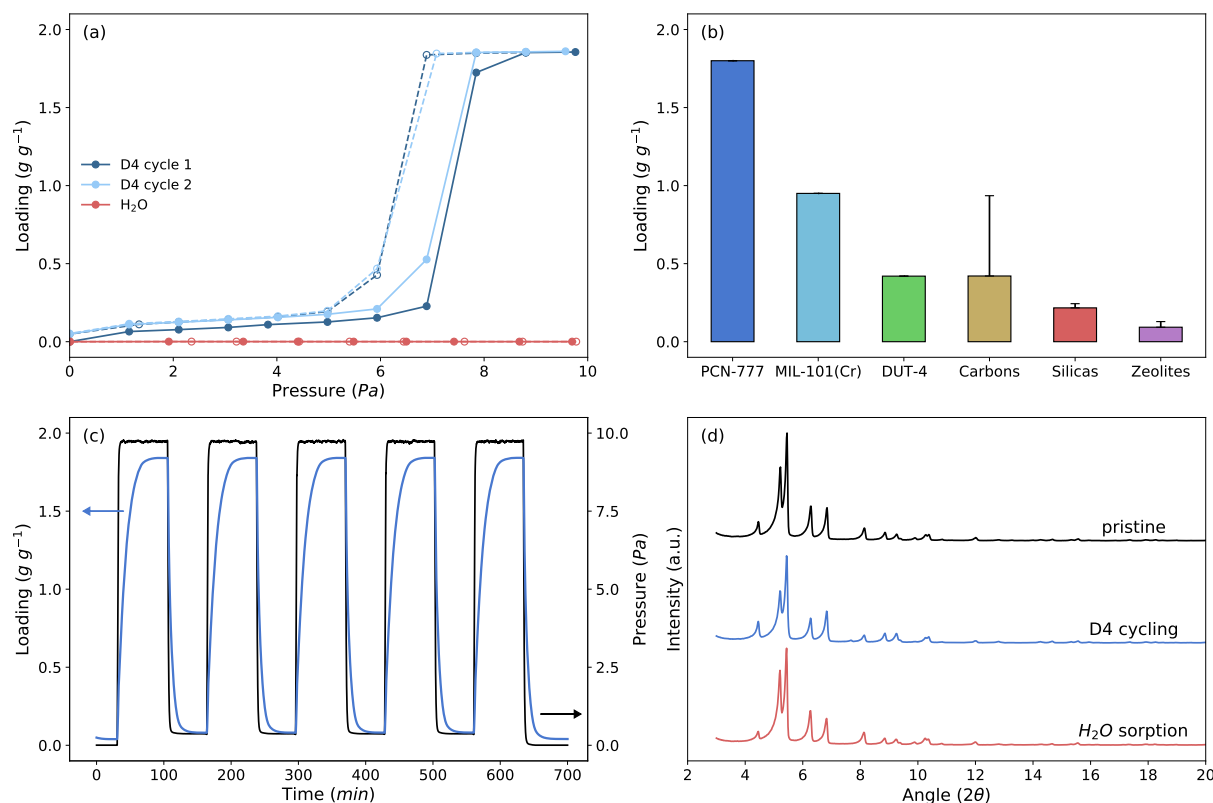 (a)
2.0
1.5
1.0
0.5
0.0
Loading (g g⁻¹)
D4 cycle 1
D4 cycle 2
H₂O
0 2 4 6 8 10
Pressure (Pa)
(b)
2.0
1.5
1.0
0.5
0.0
Loading (g g⁻¹)
PCN-777 MIL-101(Cr) DUT-4 Carbons Silicas Zeolites
(c)
2.0
1.5
1.0
0.5
0.0
Loading (g g⁻¹)
10.0
7.5
5.0
2.5
0.0
Pressure (Pa)
0 100 200 300 400 500 600 700
Time (min)
(d)
Intensity (a.u.)
pristine
D4 cycling
H₂O sorption
2 4 6 8 10 12 14 16 18 20
Angle (2θ)